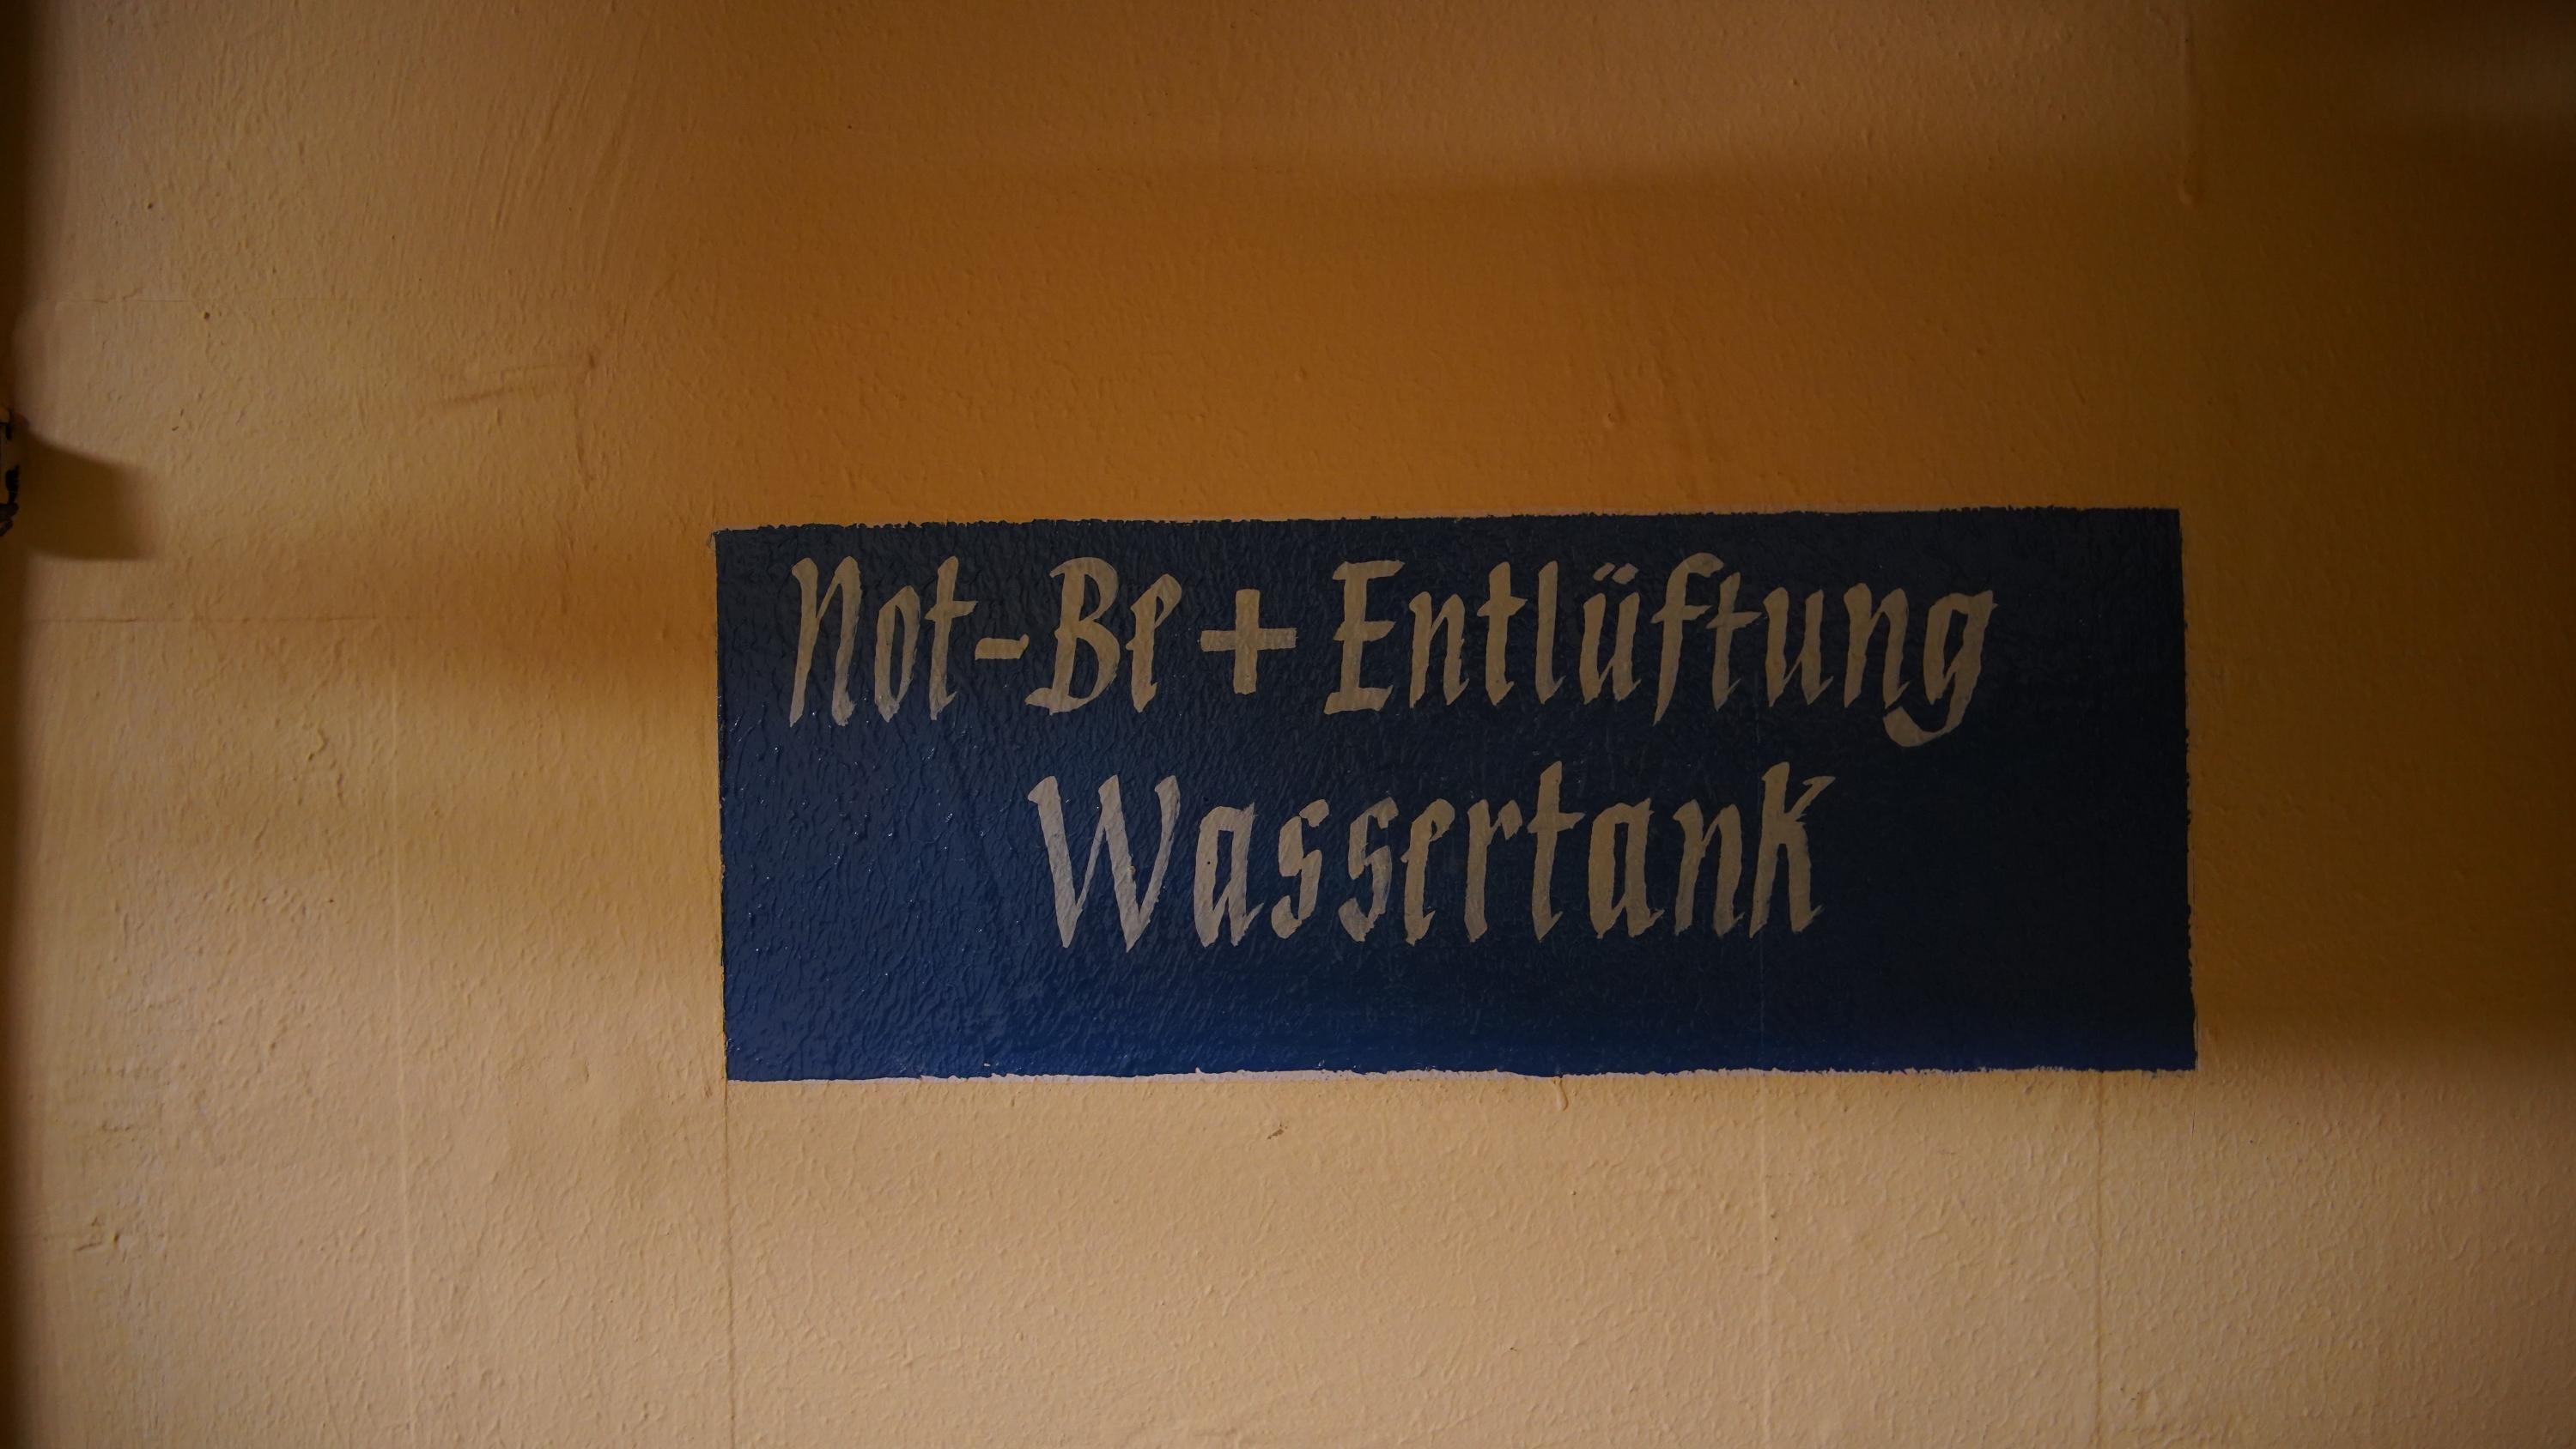 Not-Be + Entlüftung
Wassertank